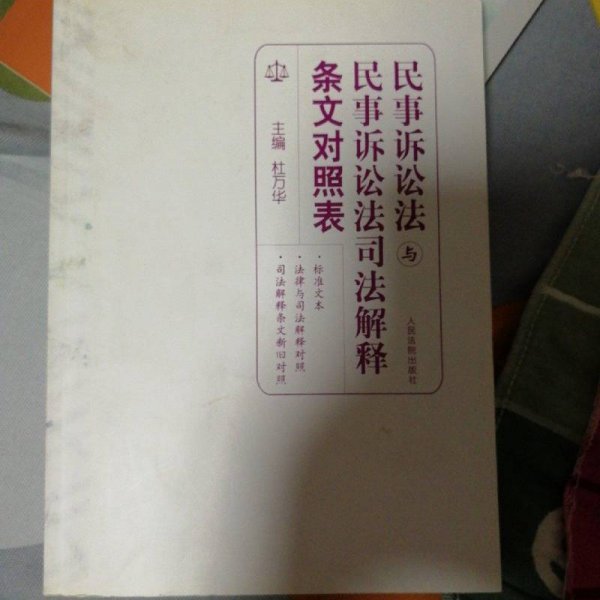 民事诉讼法与
民事诉讼法司法解释
条文对照表
主编 杜万华
·标准文本
·法律与司法解释对照
·司法解释条文新旧对照
人民法院出版社